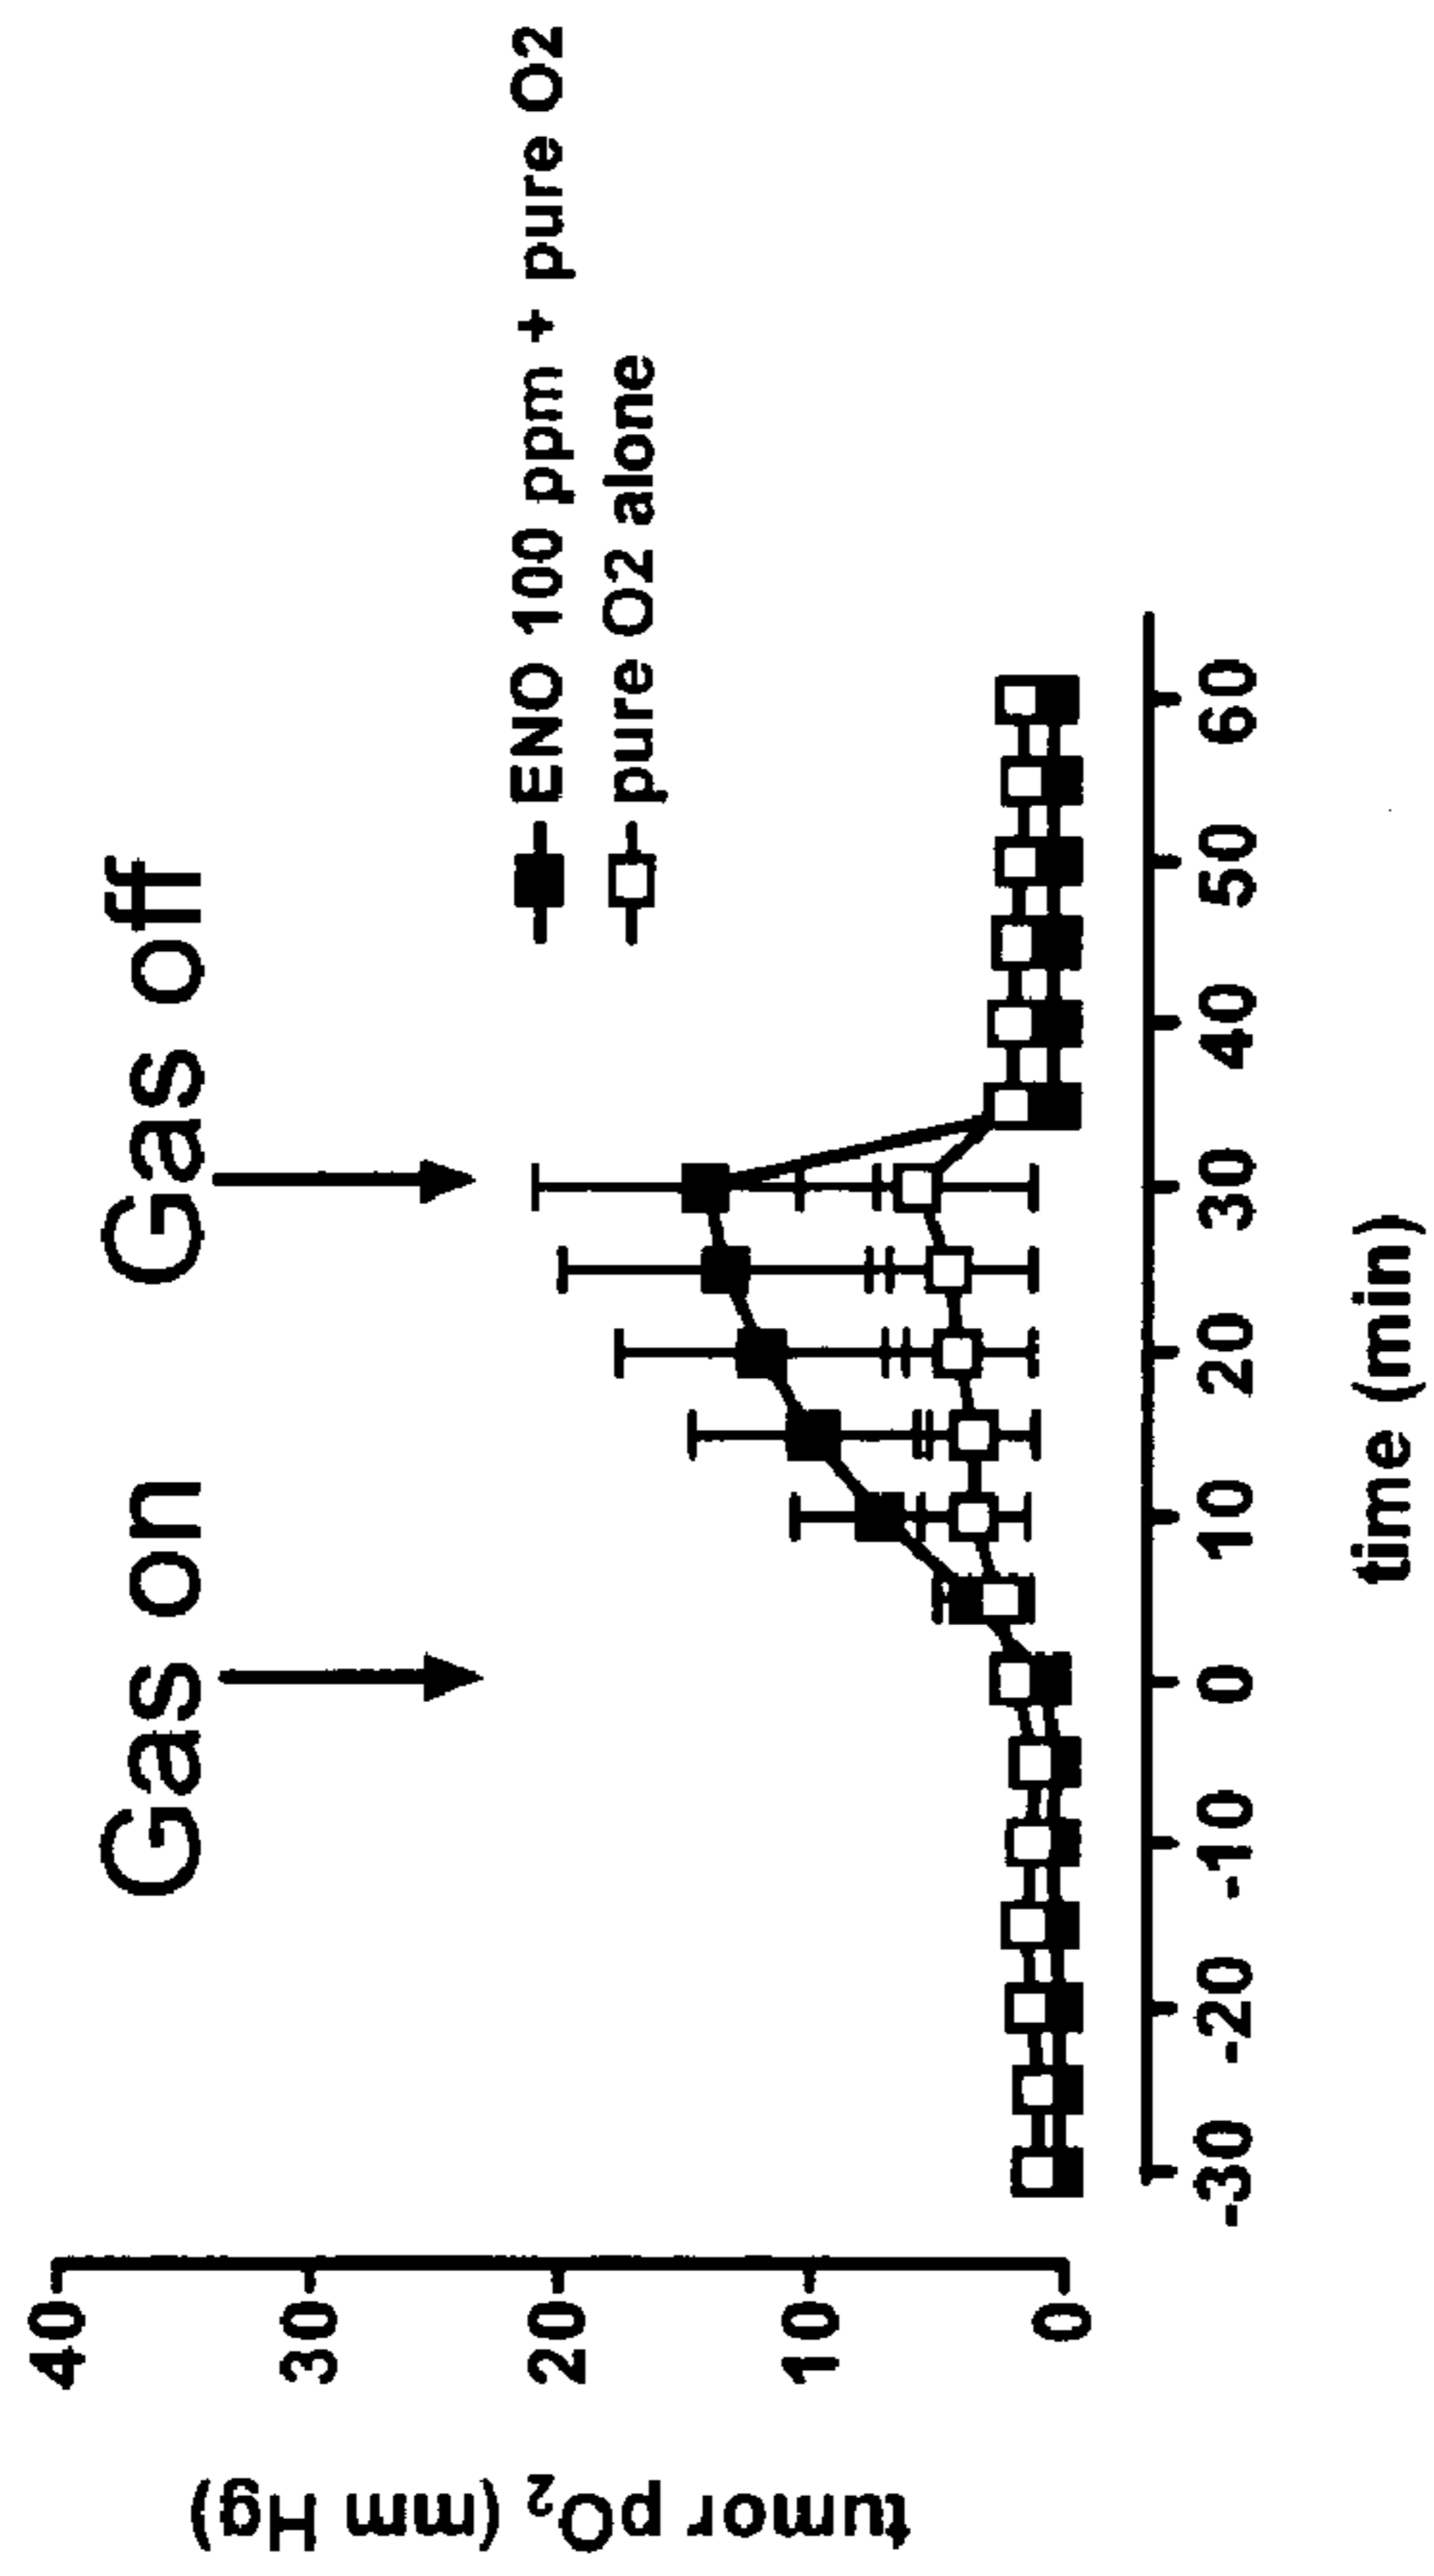 Gas on
Gas off
ENO 100 ppm + pure O2
pure O2 alone
tumor pO₂ (mm Hg)
40
30
20
10
0
-30 -20 -10 0 10 20 30 40 50 60
time (min)